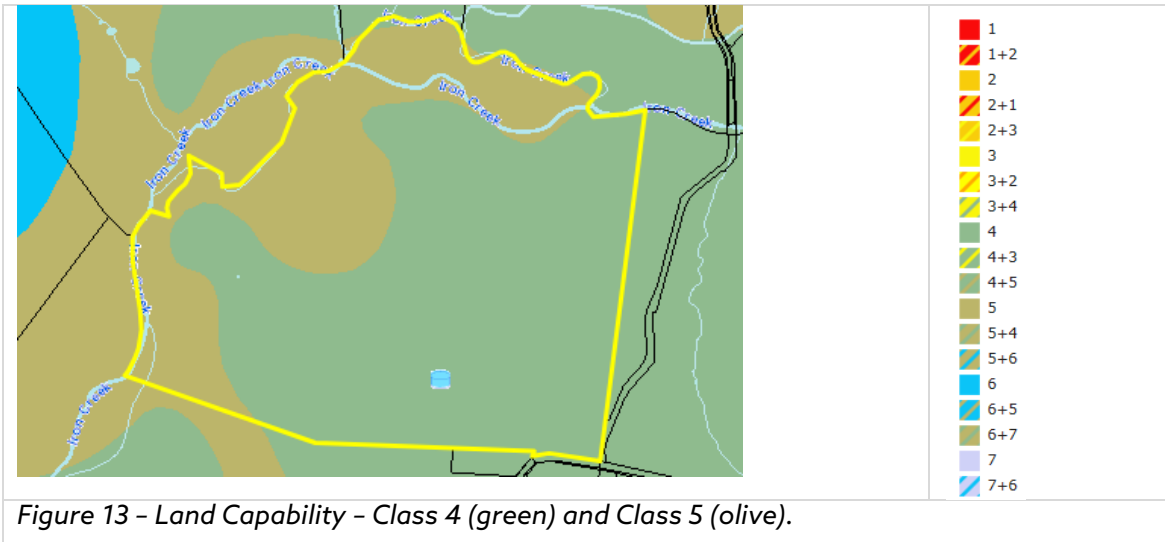 Iron Creek
Iron Creek
Iron Creek
Iron Creek
Iron Creek
Iron Creek
Iron Creek
Creek
Iron Creek
1
1+2
2
2+1
2+3
3
3+2
3+4
4
4+3
4+5
5
5+4
5+6
6
6+5
6+7
7
7+6
Figure 13 – Land Capability – Class 4 (green) and Class 5 (olive).